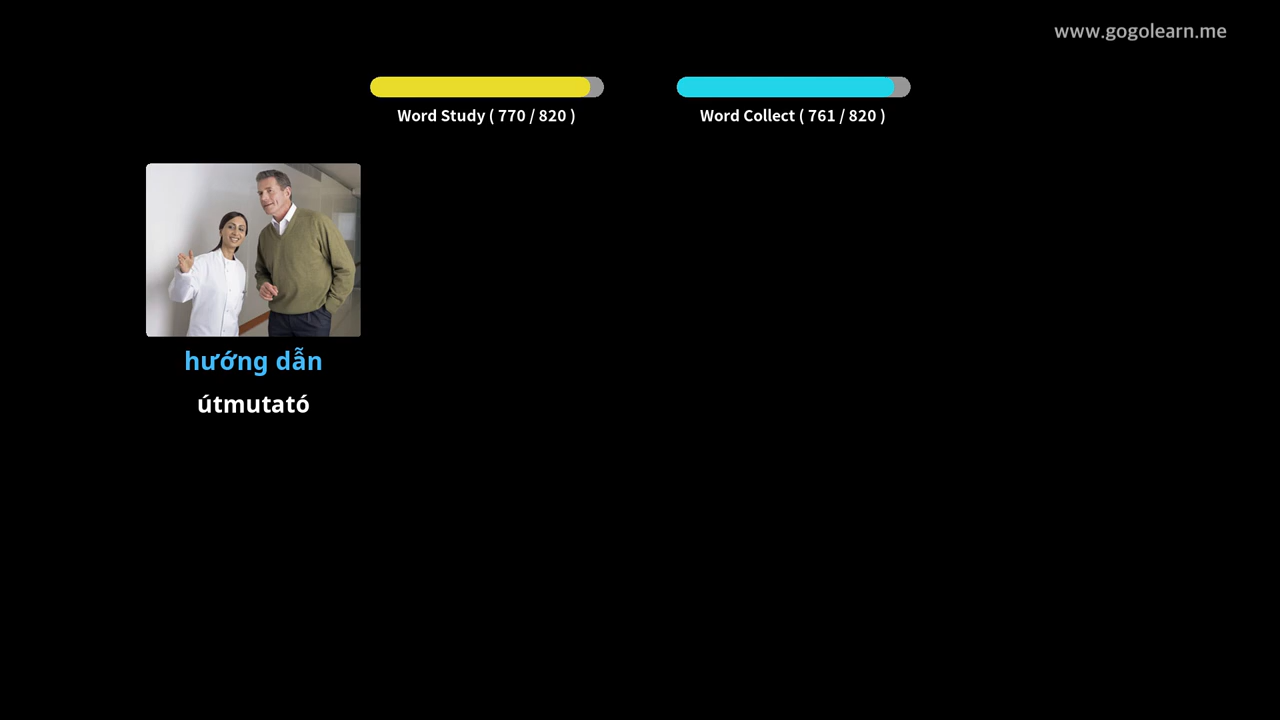 www.gogolearn.me
Word Study ( 770 / 820 )
Word Collect ( 761 / 820 )
hướng dẫn
útmutató